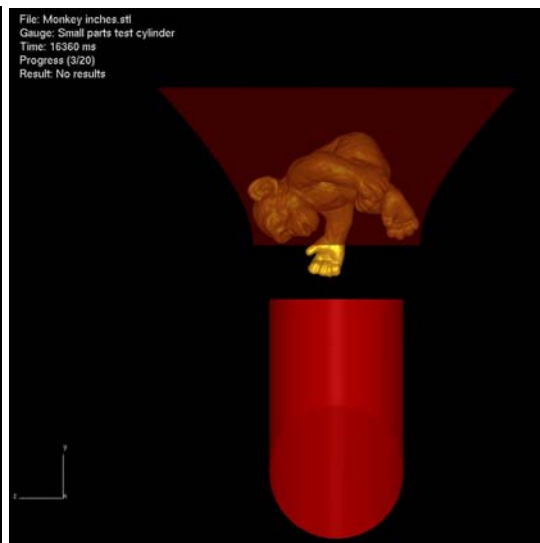 File: Monkey inches.stl
Gauge: Small parts test cylinder
Time: 16360 ms
Progress (3/20)
Result: No results
y
z
x